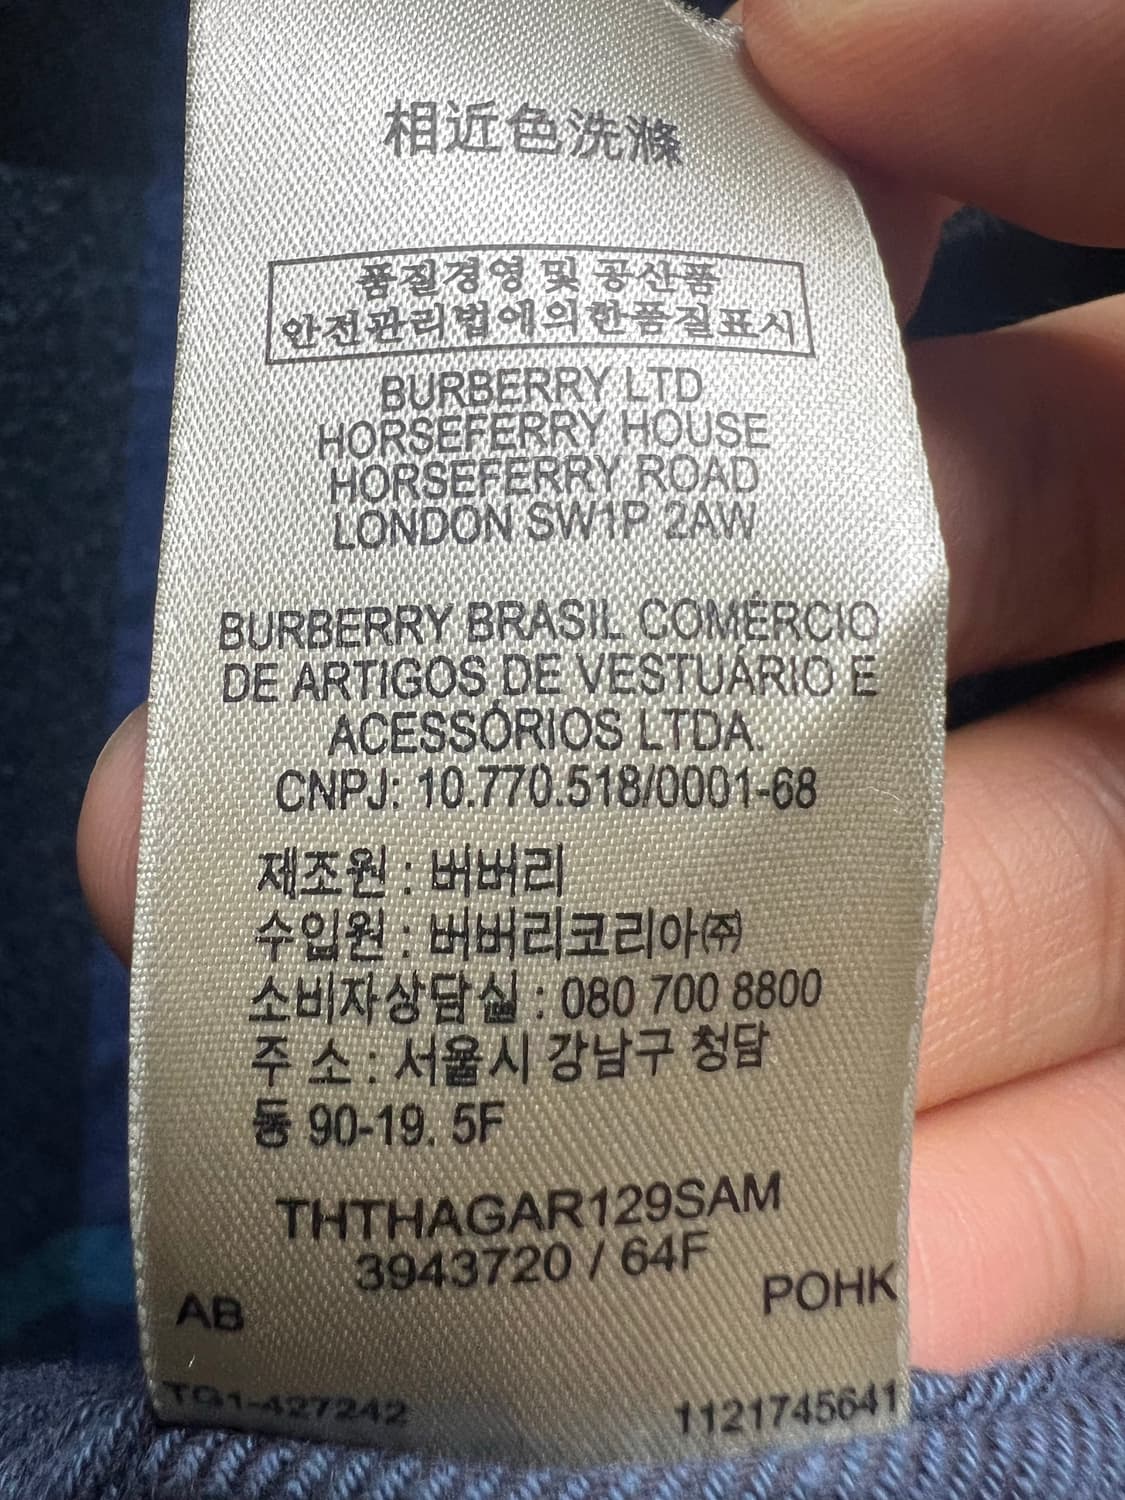 相近色洗滌
품질경영 및 공산품
안전관리법에의한품질표시
BURBERRY LTD
HORSEFERRY HOUSE
HORSEFERRY ROAD
LONDON SW1P 2AW
BURBERRY BRASIL COMÉRCIO
DE ARTIGOS DE VESTUÁRIO E
ACESSÓRIOS LTDA.
CNPJ: 10.770.518/0001-68
제조원 : 버버리
수입원 : 버버리코리아㈜
소비자상담실 : 080 700 8800
주 소 : 서울시 강남구 청담
동 90-19. 5F
THTHAGAR129SAM
3943720 / 64F
AB
POHK
TG1-427242
1121745641